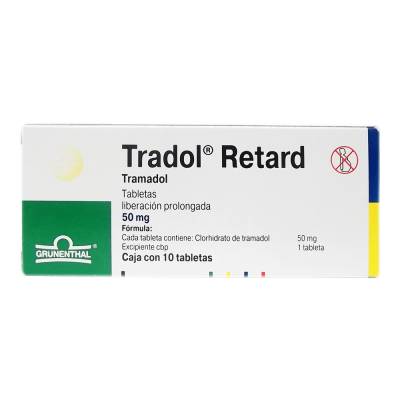 Tradol® Retard
Tramadol
Tabletas
liberación prolongada
50 mg
Fórmula:
Cada tableta contiene: Clorhidrato de tramadol 50 mg
Excipiente cbp 1 tableta
Caja con 10 tabletas
GRÜNENTHAL®